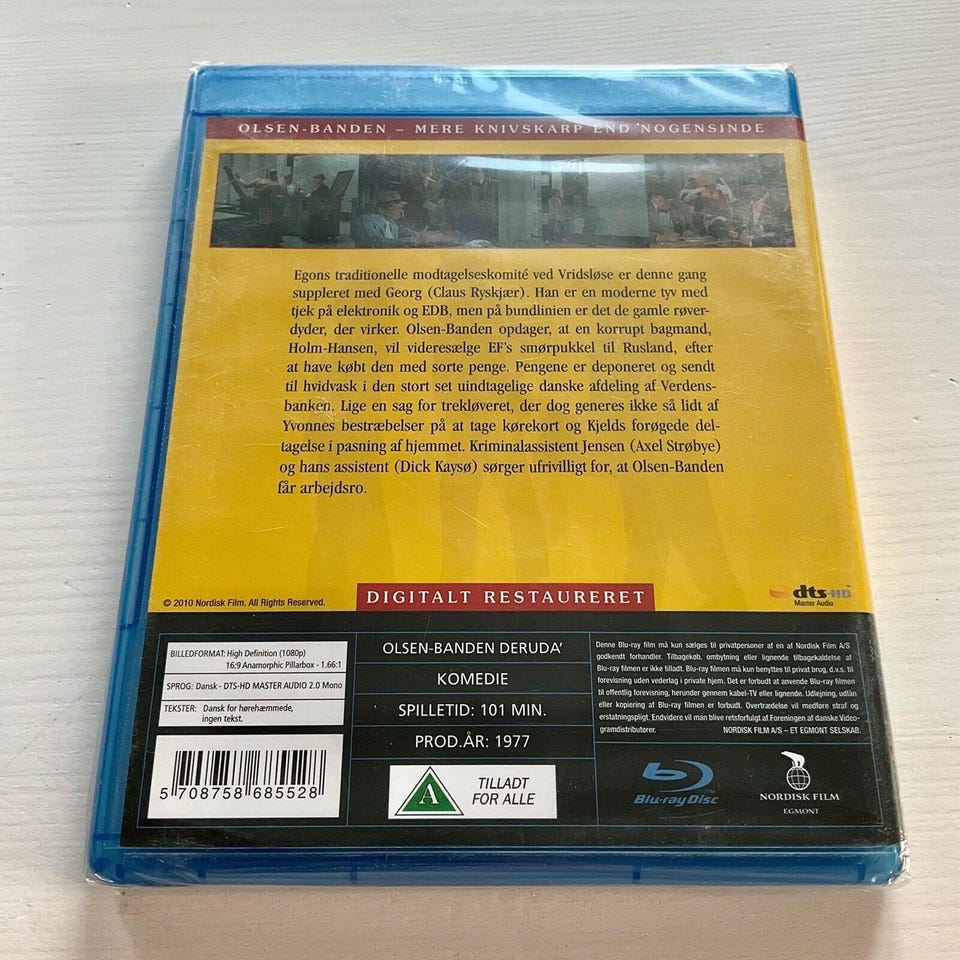 OLSEN-BANDEN – MERE KNIVSKARP END NOGENSINDE
Egons traditionelle modtagelseskomité ved Vridsløse er denne gang
suppleret med Georg (Claus Ryskjær). Han er en moderne tyv med
tjek på elektronik og EDB, men på bundlinien er det de gamle røver-
dyder, der virker. Olsen-Banden opdager, at en korrupt bagmand,
Holm-Hansen, vil videresælge EF's smørpukkel til Rusland, efter
at have købt den med sorte penge. Pengene er deponeret og sendt
til hvidvask i den stort set uindtagelige danske afdeling af Verdens-
banken. Lige en sag for trekløveret, der dog generes ikke så lidt af
Yvonnes bestræbelser på at tage kørekort og Kjelds forøgede del-
tagelse i pasning af hjemmet. Kriminalassistent Jensen (Axel Strøbye)
og hans assistent (Dick Kaysø) sørger ufrivilligt for, at Olsen-Banden
får arbejdsro.
© 2010 Nordisk Film. All Rights Reserved.
DIGITALT RESTAURERET
dts-HD
Master Audio
BILLEDFORMAT: High Definition (1080p)
16:9 Anamorphic Pillarbox - 1.66:1
SPROG: Dansk - DTS-HD MASTER AUDIO 2.0 Mono
TEKSTER: Dansk for hørehæmmede,
ingen tekst.
5 708758 685528
OLSEN-BANDEN DERUDA'
KOMEDIE
SPILLETID: 101 MIN.
PROD.ÅR: 1977
A
TILLADT
FOR ALLE
Denne Blu-ray film må kun sælges til privatpersoner af en af Nordisk Film A/S
godkendt forhandler. Tilbagekøb, ombytning eller lignende tilbagekaldelse af
Blu-ray filmen er ikke tilladt. Blu-ray filmen må kun benyttes til privat brug, d.v.s. til
foreføring uden vederlag i private hjem. Det er forbudt at anvende Blu-ray filmen
til offentlig forevisning, herunder gennem kabel-TV eller lignende. Udlejning, udlån
eller kopiering af Blu-ray filmen er forbudt. Overtrædelse vil medføre straf og
erstatningspligt. Endvidere vil man blive retsforfulgt af Foreningen af danske Video-
gramdistributører. NORDISK FILM A/S – ET EGMONT SELSKAB.
Blu-ray Disc
TM
NORDISK FILM
EGMONT